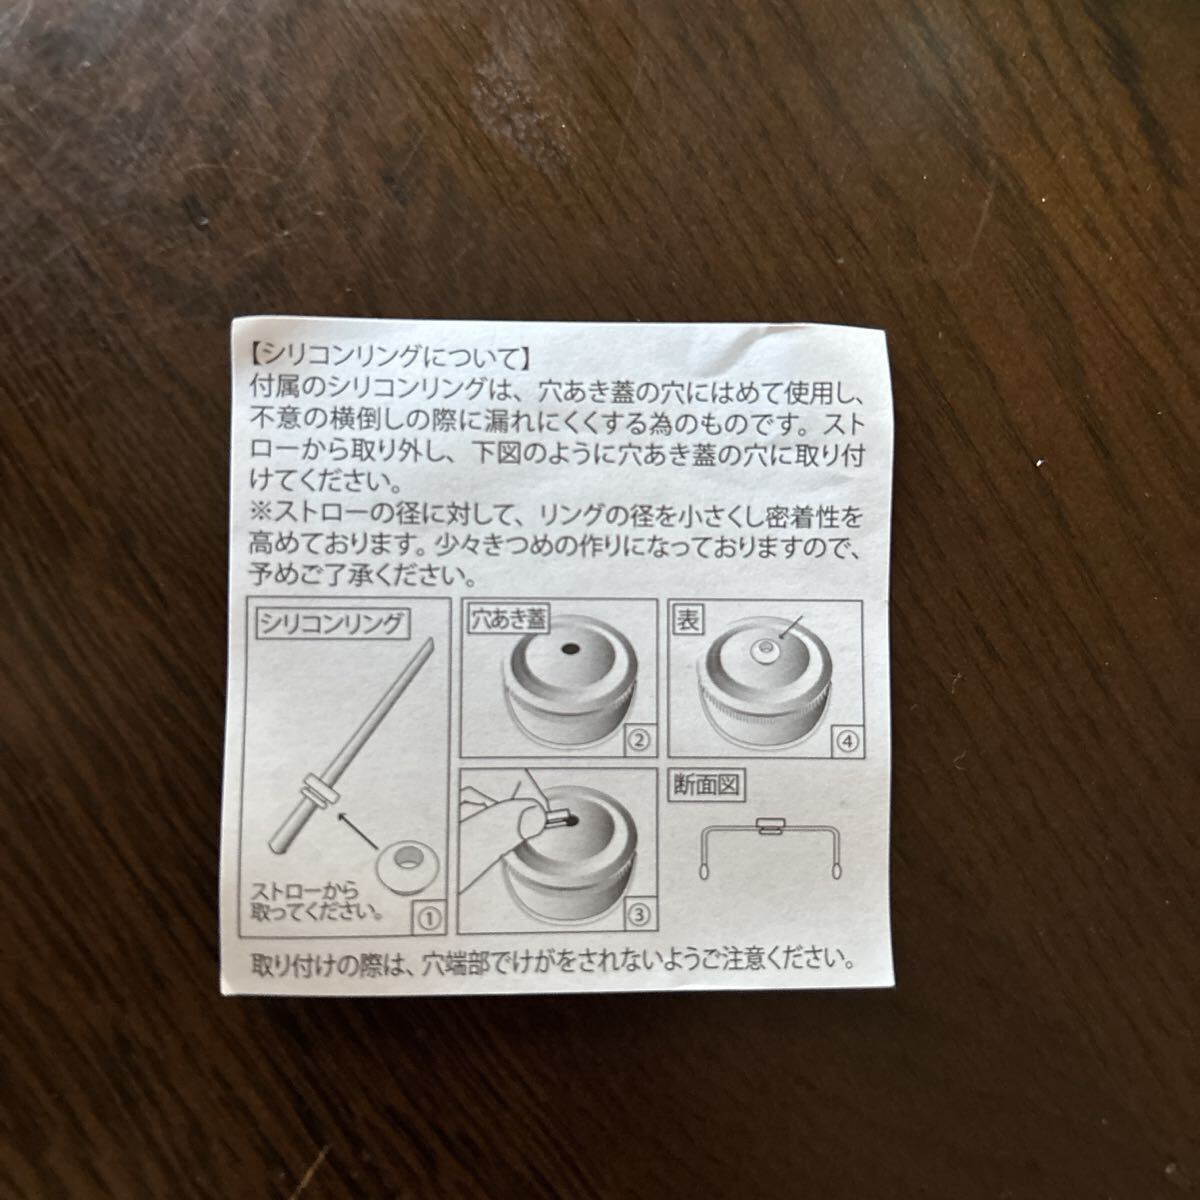 【シリコンリングについて】
付属のシリコンリングは、穴あき蓋の穴にはめて使用し、
不意の横倒しの際に漏れにくくする為のものです。スト
ローから取り外し、下図のように穴あき蓋の穴に取り付
けてください。
※ストローの径に対して、リングの径を小さくし密着性を
高めております。少々きつめの作りになっておりますので、
予めご了承ください。
シリコンリング
ストローから
取ってください。
①
穴あき蓋
②
③
表
④
断面図
取り付けの際は、穴端部でけがをされないようご注意ください。